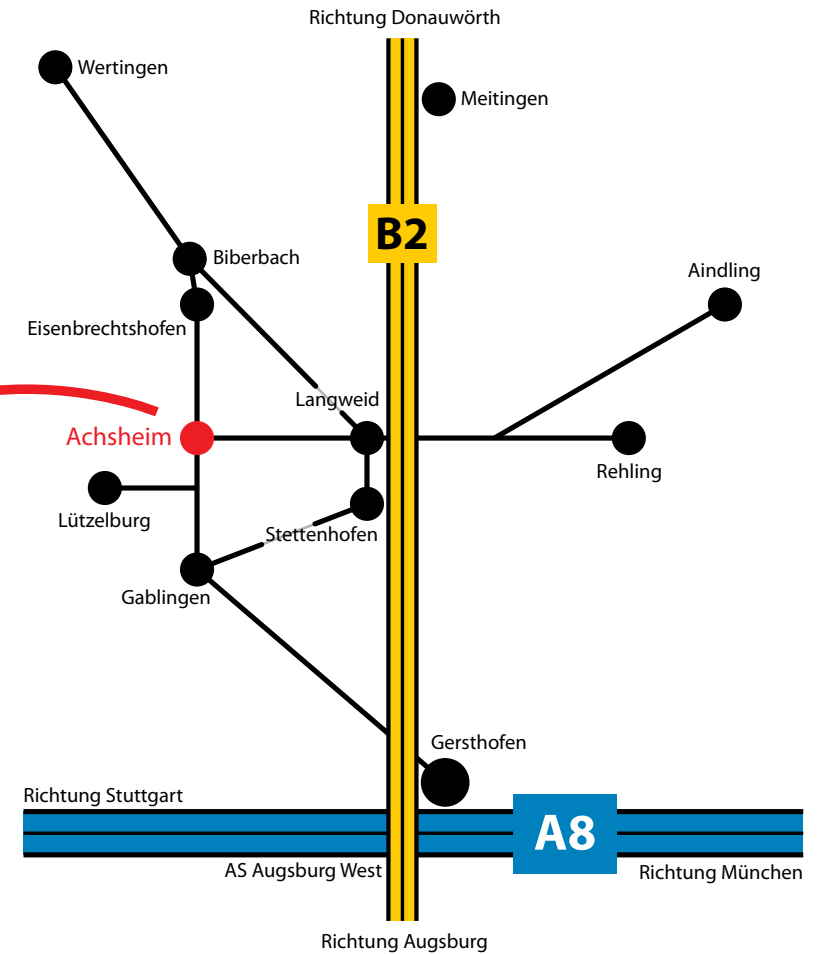 Richtung Donauwörth
Wertingen
Meitingen
B2
Biberbach
Aindling
Eisenbrechtshofen
Langweid
Achsheim
Rehling
Lützelburg
Stettenhofen
Gablingen
Gersthofen
Richtung Stuttgart
A8
AS Augsburg West
Richtung München
Richtung Augsburg